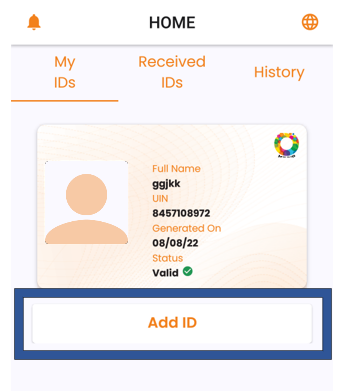 HOME
My
IDs
Received
IDs
History
Full Name
ggjkk
UIN
8457108972
Generated On
08/08/22
Status
Valid
Add ID